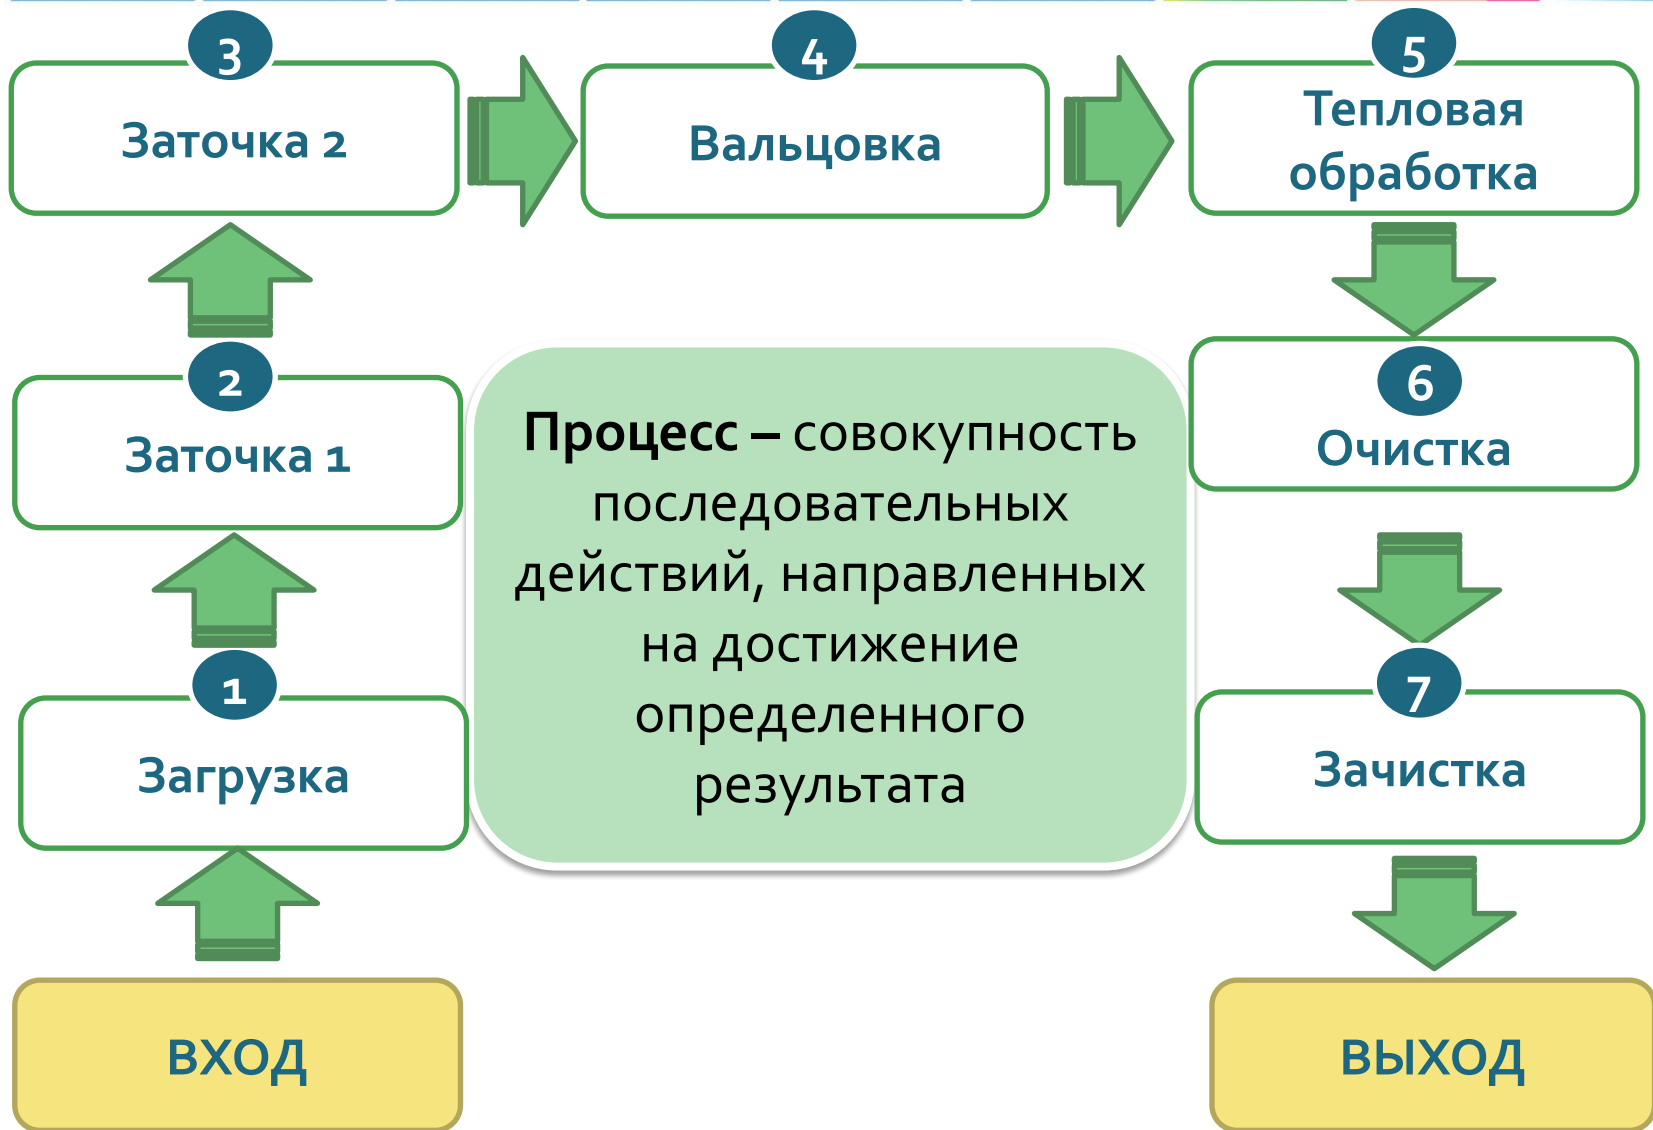 3
Заточка 2
4
Вальцовка
5
Тепловая
обработка
2
Заточка 1
Процесс – совокупность
последовательных
действий, направленных
на достижение
определенного
результата
6
Очистка
1
Загрузка
7
Зачистка
ВХОД
ВЫХОД